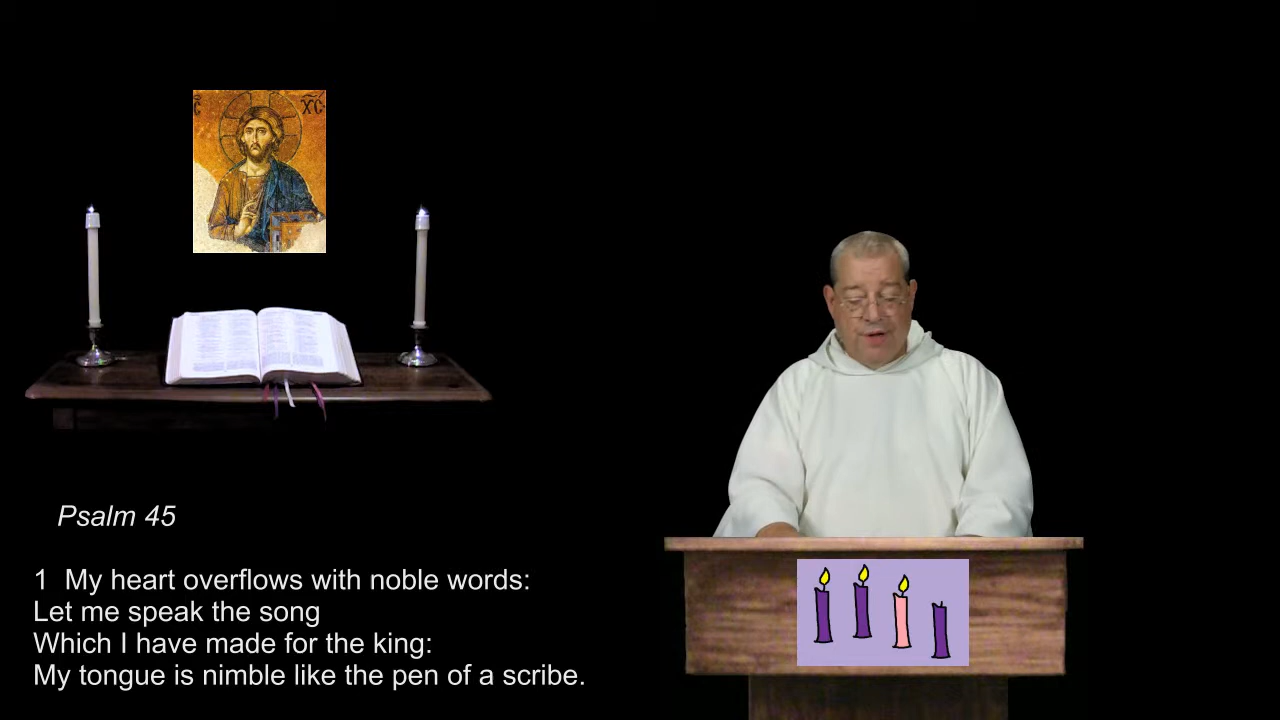 XC
Psalm 45
1 My heart overflows with noble words:
Let me speak the song
Which I have made for the king:
My tongue is nimble like the pen of a scribe.